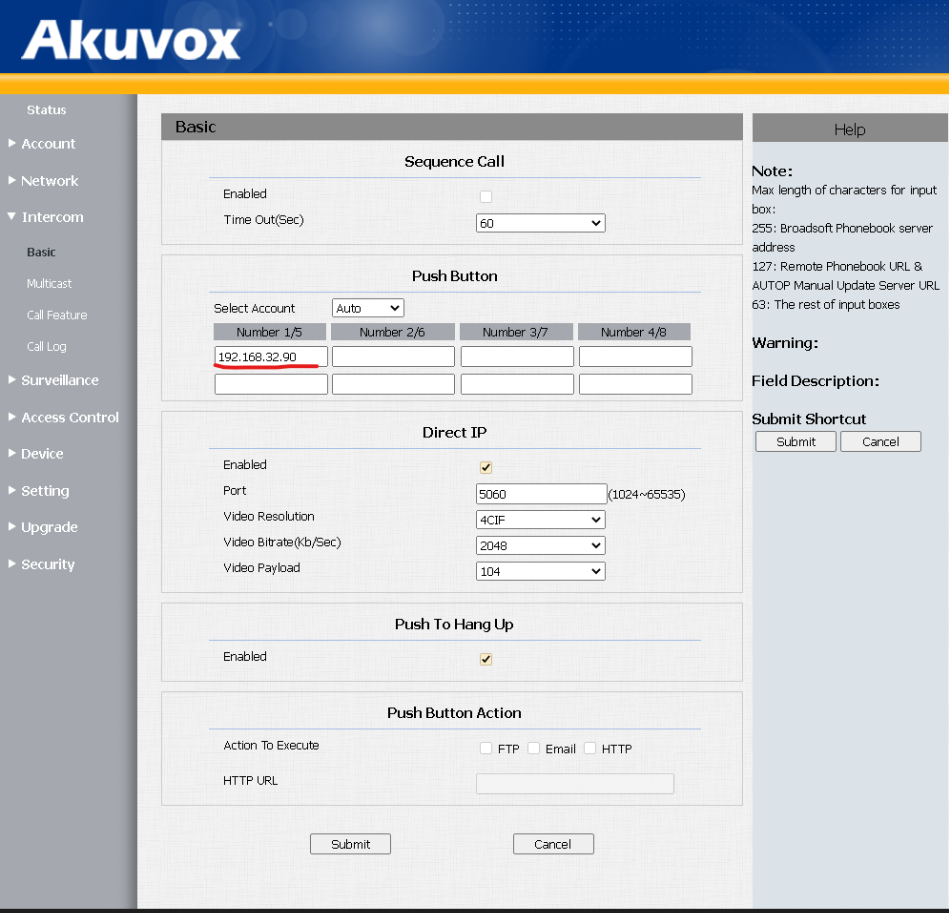 Akuvox
Status
Account
Network
Intercom
Basic
Multicast
Call Feature
Call Log
Surveillance
Access Control
Device
Setting
Upgrade
Security
Basic
Sequence Call
Enabled
Time Out(Sec) 60
Push Button
Select Account Auto
Number 1/5 Number 2/6 Number 3/7 Number 4/8
192.168.32.90
Direct IP
Enabled
Port 5060 (1024~65535)
Video Resolution 4CIF
Video Bitrate(Kb/Sec) 2048
Video Payload 104
Push To Hang Up
Enabled
Push Button Action
Action To Execute FTP Email HTTP
HTTP URL
Submit Cancel
Help
Note:
Max length of characters for input
box:
255: Broadsoft Phonebook server
address
127: Remote Phonebook URL &
AUTOP Manual Update Server URL
63: The rest of input boxes
Warning:
Field Description:
Submit Shortcut
Submit Cancel